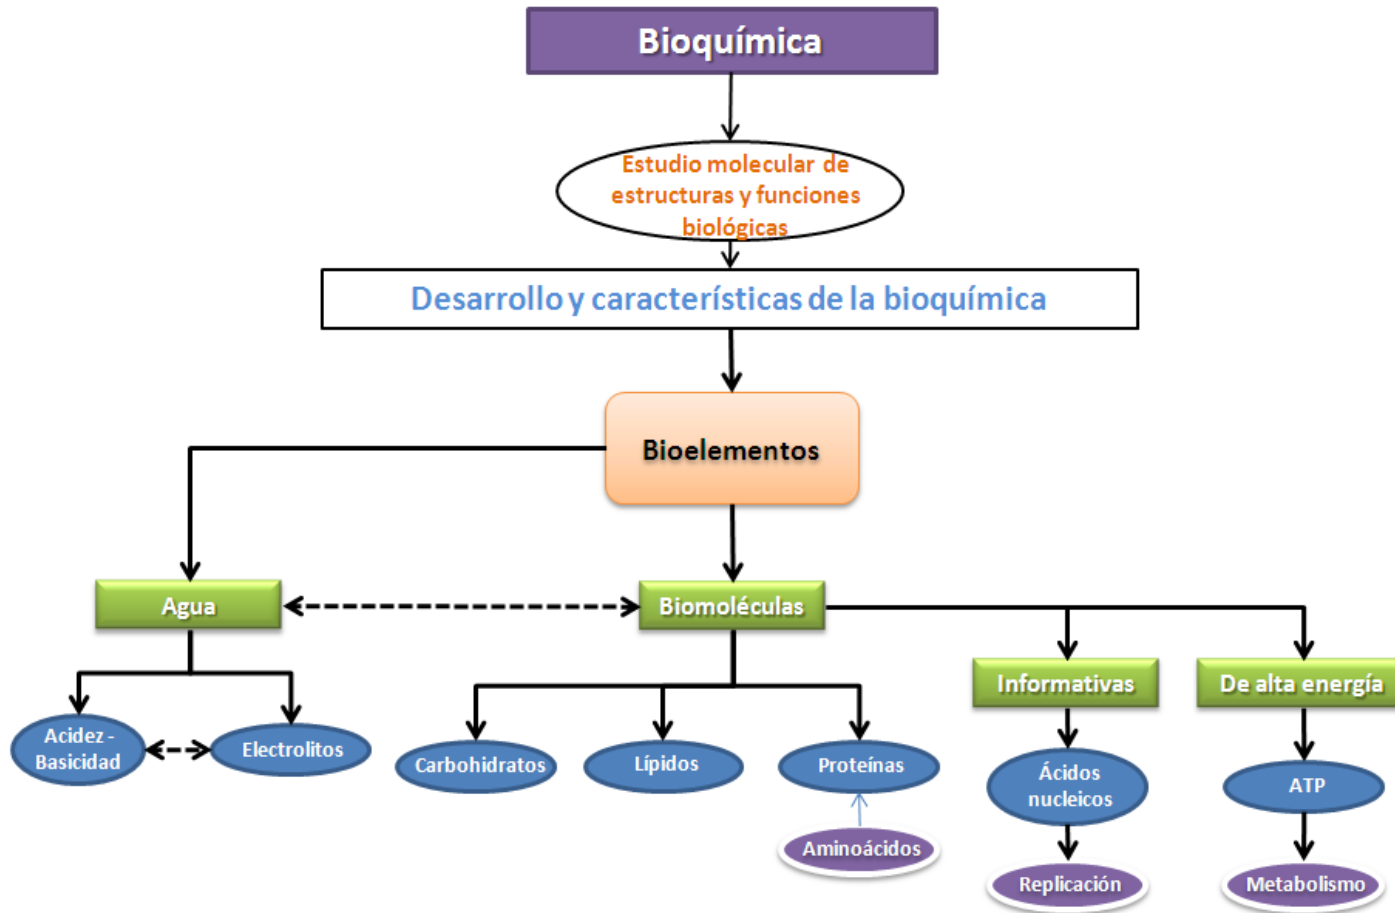 Bioquímica
Estudio molecular de
estructuras y funciones
biológicas
Desarrollo y características de la bioquímica
Bioelementos
Agua
Biomoléculas
Informativas
De alta energía
Acidez -
Basicidad
Electrolitos
Carbohidratos
Lípidos
Proteínas
Ácidos
nucleicos
ATP
Aminoácidos
Replicación
Metabolismo